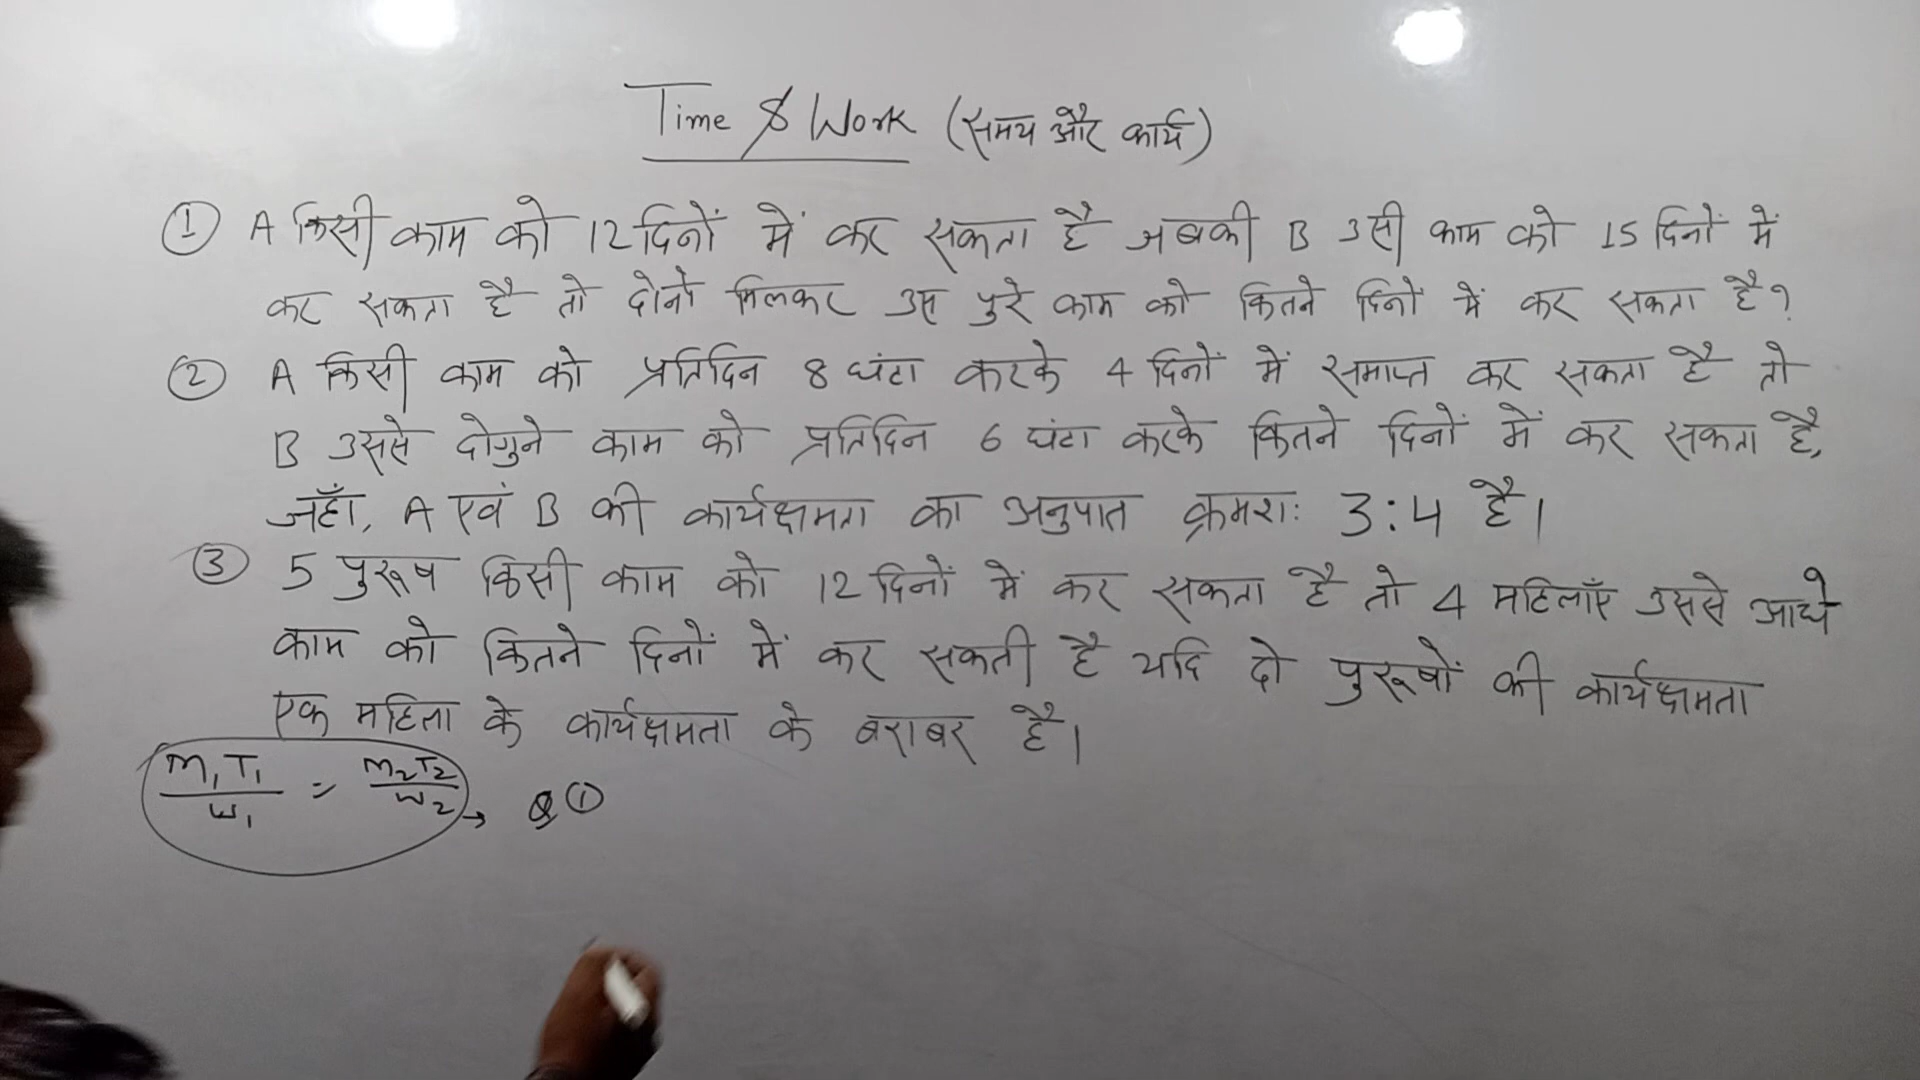 Time & Work (समय और कार्य)
① A किसी काम को 12 दिनों में कर सकता है जबकी B उसी काम को 15 दिनों में
कर सकता है तो दोनो मिलकर उस पुरे काम को कितने दिनों में कर सकता है?
② A किसी काम को प्रतिदिन 8 घंटा करके 4 दिनों में समाप्त कर सकता है तो
B उससे दोगुने काम को प्रतिदिन 6 घंटा करके कितने दिनों में कर सकता है,
जहाँ, A एवं B की कार्यक्षमता का अनुपात क्रमशः 3:4 है।
③ 5 पुरूष किसी काम को 12 दिनों में कर सकता है तो 4 महिलाएँ उससे आधे
काम को कितने दिनों में कर सकती है यदि दो पुरूषों की कार्यक्षमता
एक महिला के कार्यक्षमता के बराबर है।
M₁T₁/W₁ = M₂T₂/W₂ → Q ①